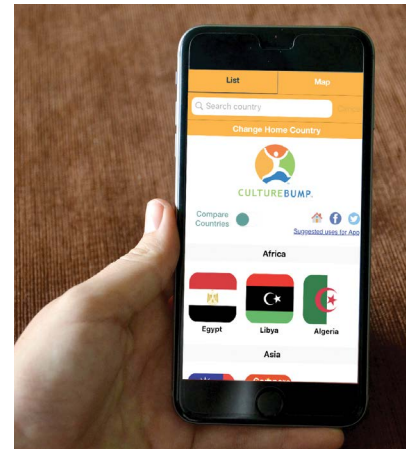 List
Map
Search country
Change Home Country
CULTUREBUMP.
Compare
Countries
Suggested uses for App
Africa
Egypt
Libya
Algeria
Asia